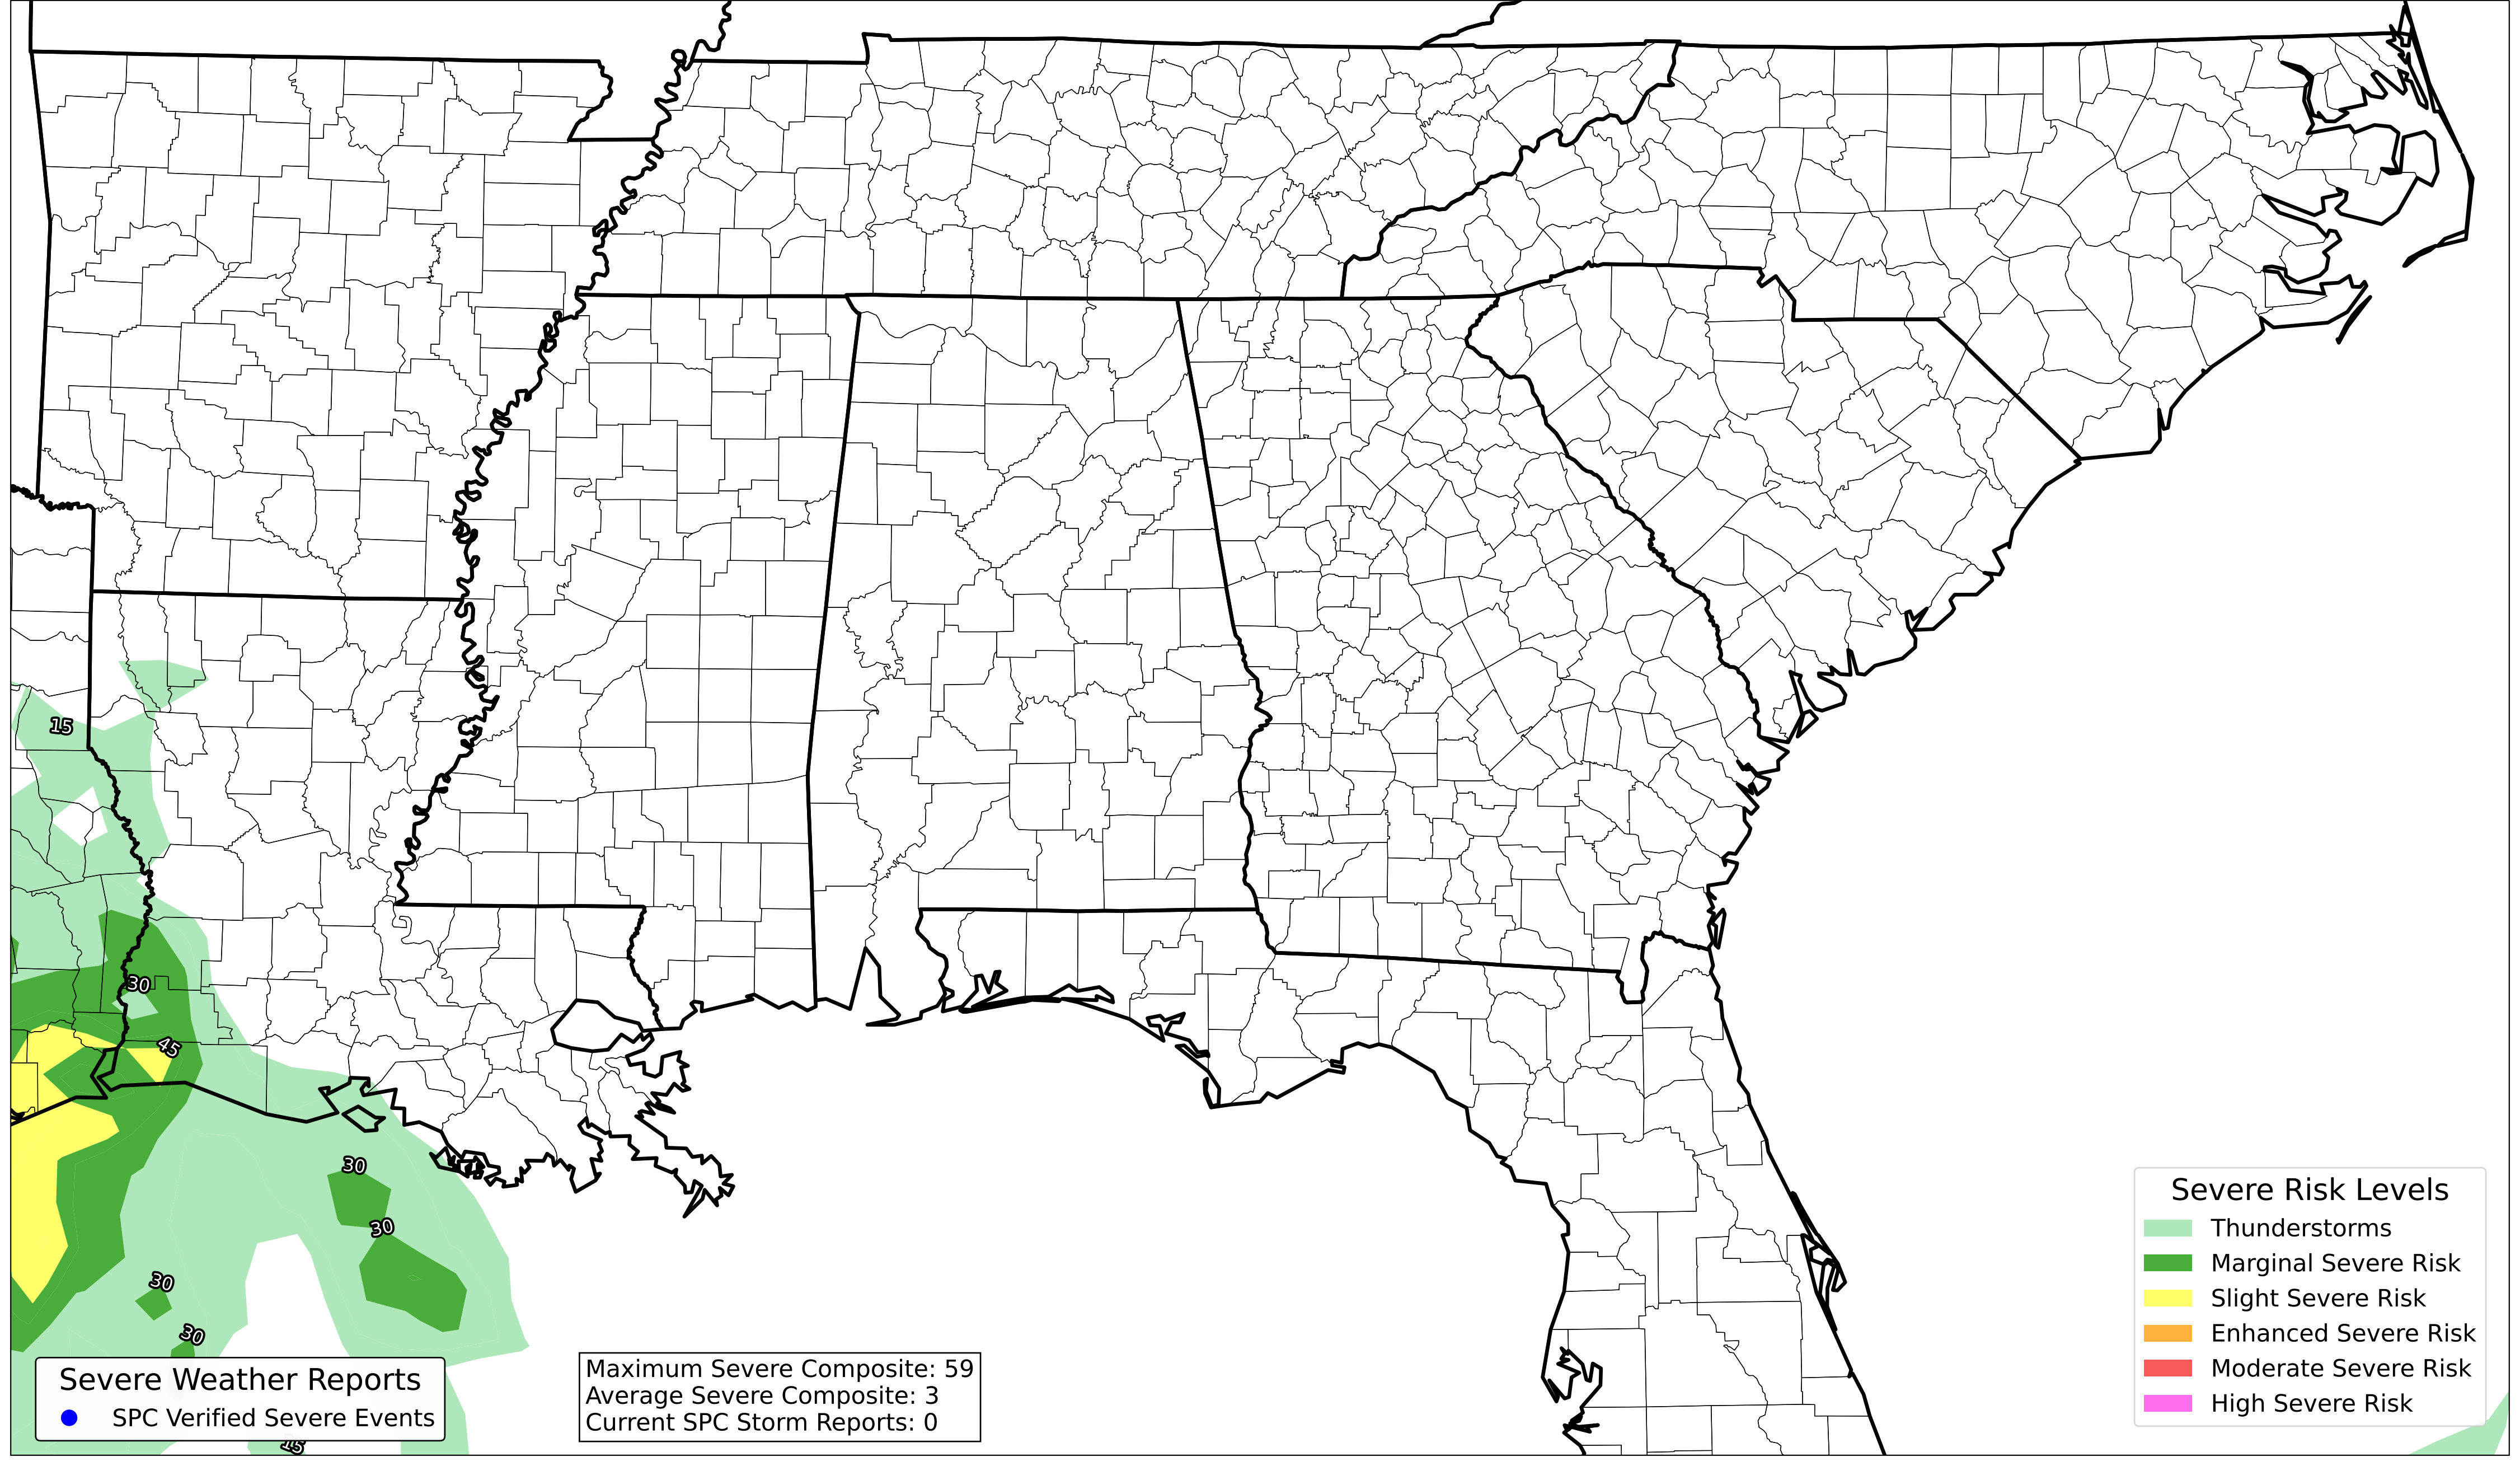 15
30
45
30
30
30
30
15
Severe Weather Reports
SPC Verified Severe Events
Maximum Severe Composite: 59
Average Severe Composite: 3
Current SPC Storm Reports: 0
Severe Risk Levels
Thunderstorms
Marginal Severe Risk
Slight Severe Risk
Enhanced Severe Risk
Moderate Severe Risk
High Severe Risk